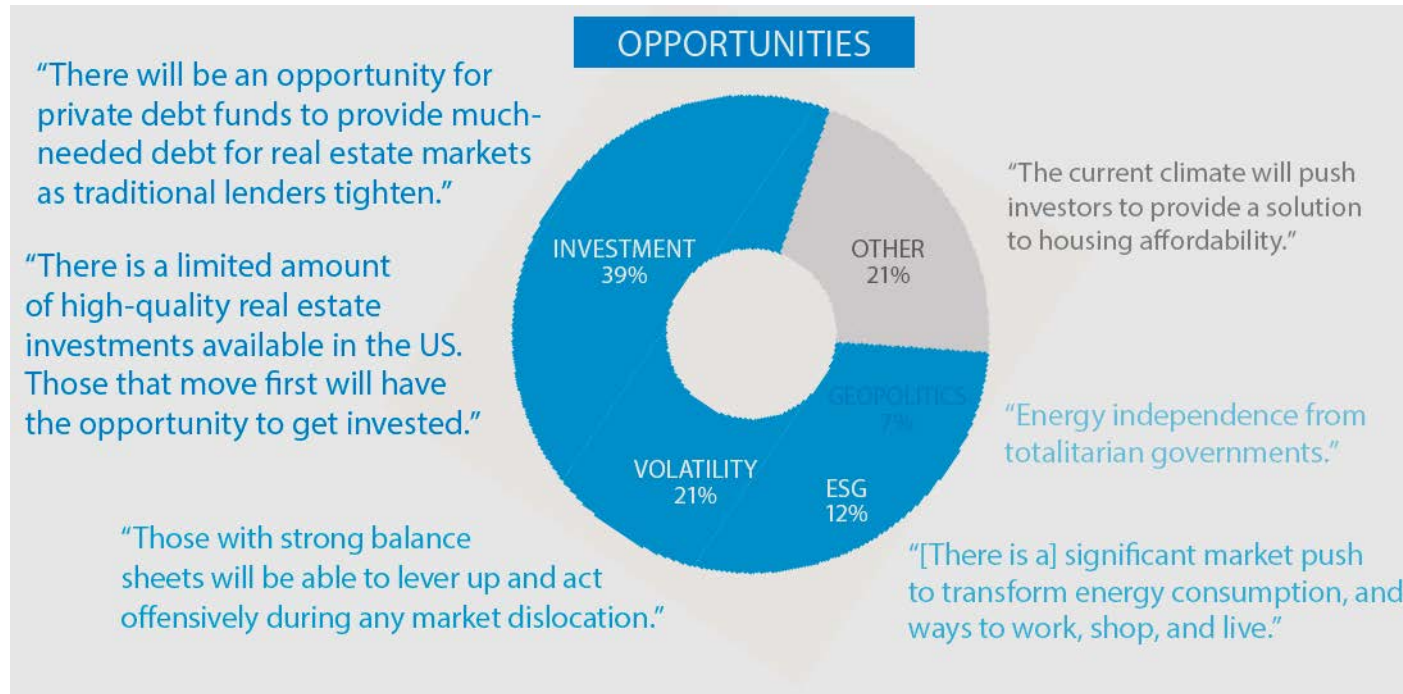 OPPORTUNITIES
“There will be an opportunity for
private debt funds to provide much-
needed debt for real estate markets
as traditional lenders tighten.”
“There is a limited amount
of high-quality real estate
investments available in the US.
Those that move first will have
the opportunity to get invested.”
“Those with strong balance
sheets will be able to lever up and act
offensively during any market dislocation.”
INVESTMENT
39%
OTHER
21%
GEOPOLITICS
7%
VOLATILITY
21%
ESG
12%
“The current climate will push
investors to provide a solution
to housing affordability.”
“Energy independence from
totalitarian governments.”
“[There is a] significant market push
to transform energy consumption, and
ways to work, shop, and live.”